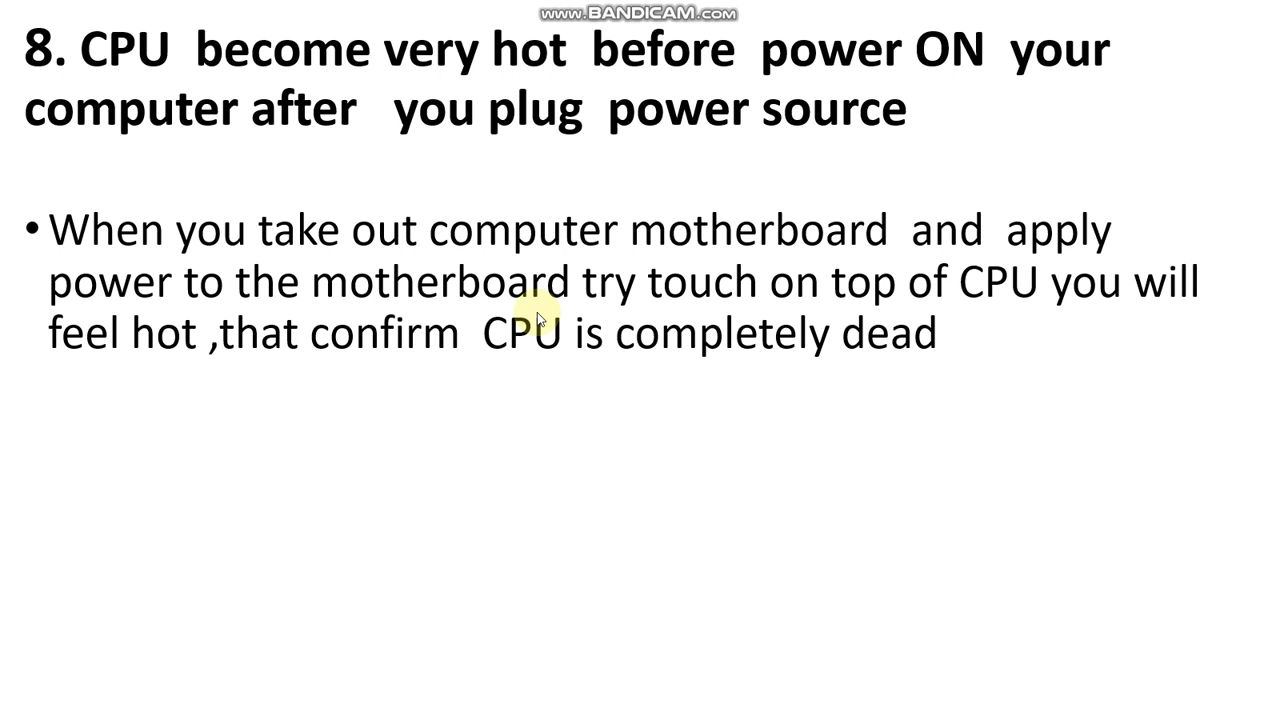 www.BANDICAM.com
8. CPU become very hot before power ON your
computer after you plug power source
• When you take out computer motherboard and apply
power to the motherboard try touch on top of CPU you will
feel hot ,that confirm CPU is completely dead